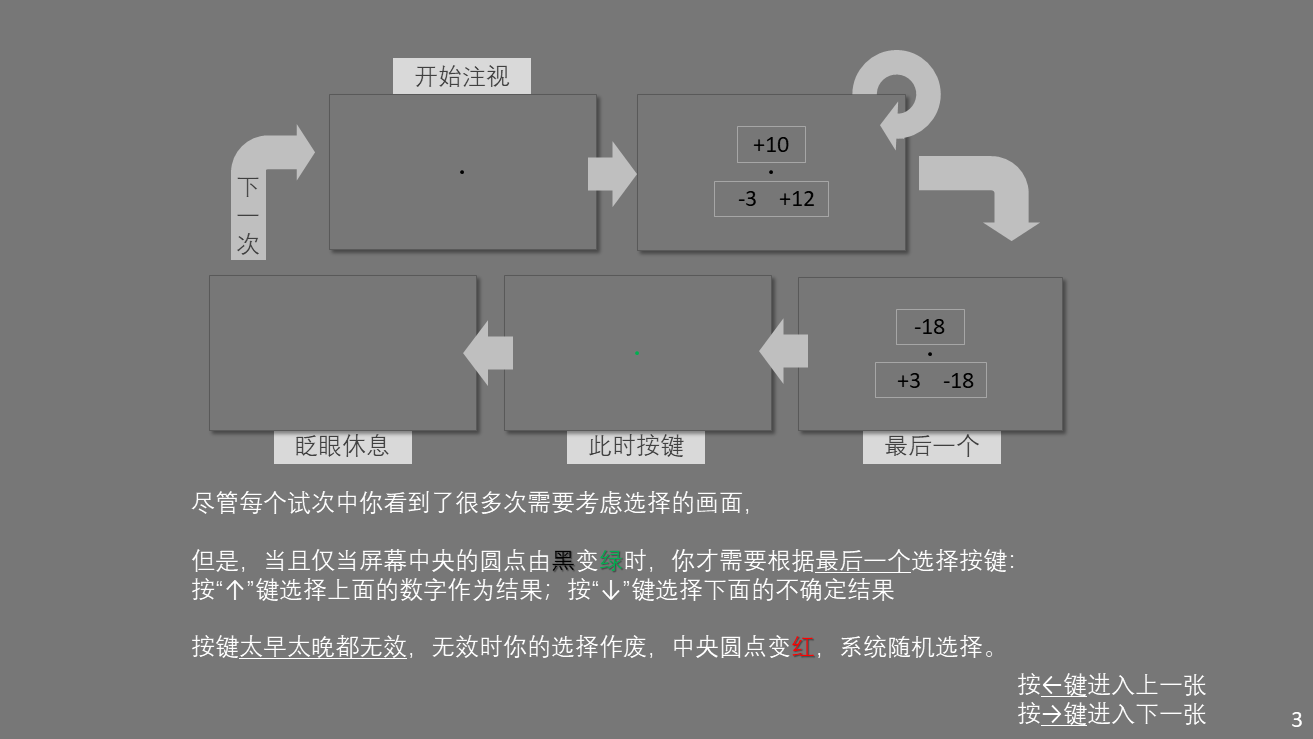 开始注视
下一次
+10
-3 +12
-18
+3 -18
眨眼休息
此时按键
最后一个
尽管每个试次中你看到了很多次需要考虑选择的画面，
但是，当且仅当屏幕中央的圆点由黑变绿时，你才需要根据最后一个选择按键：
按“↑”键选择上面的数字作为结果；按“↓”键选择下面的不确定结果
按键太早太晚都无效，无效时你的选择作废，中央圆点变红，系统随机选择。
按←键进入上一张
按→键进入下一张
3